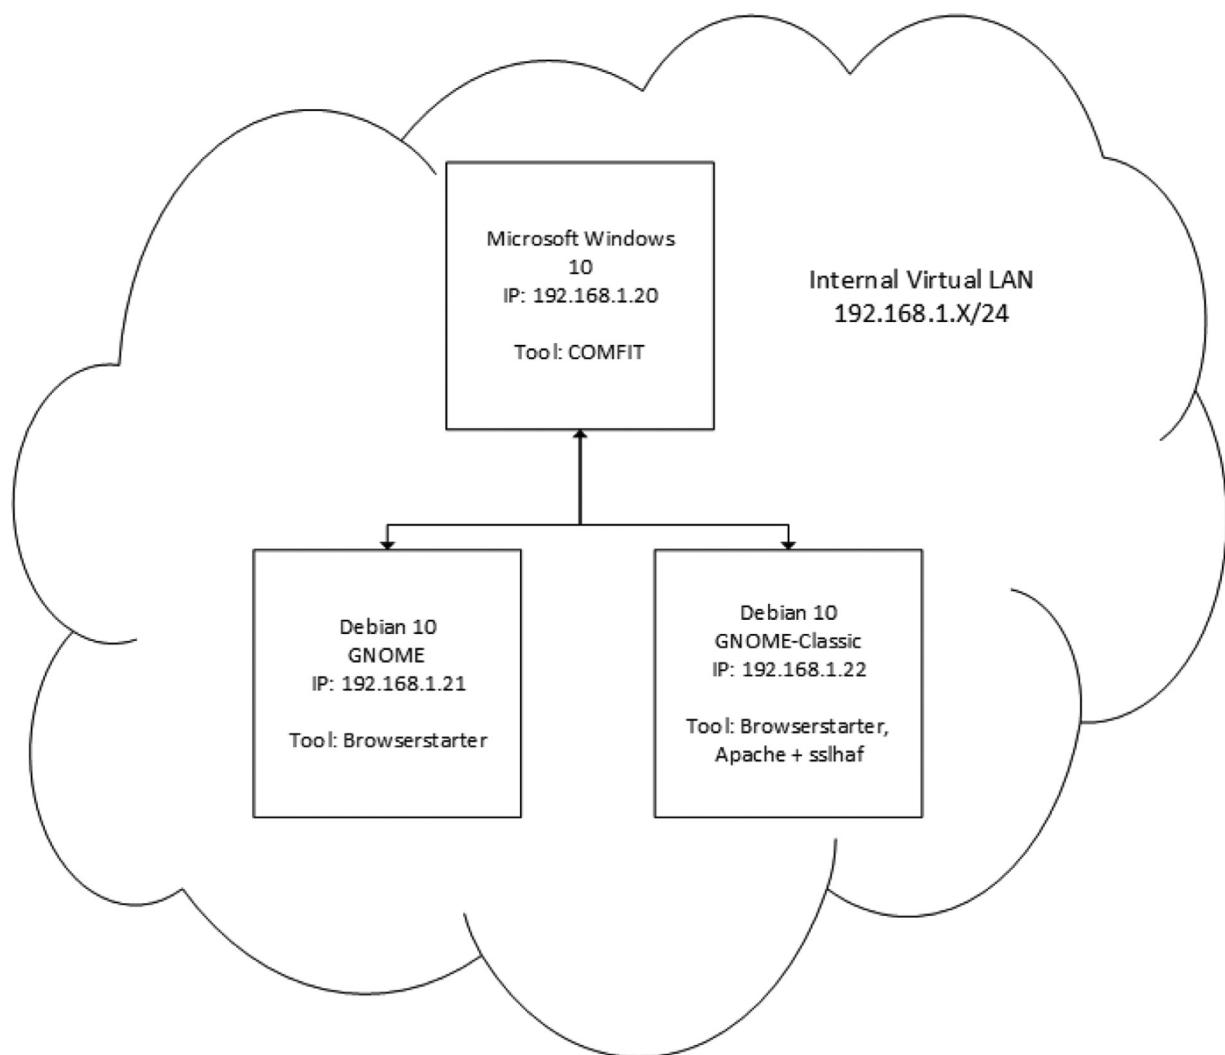 Microsoft Windows
10
IP: 192.168.1.20
Tool: COMFIT
Internal Virtual LAN
192.168.1.X/24
Debian 10
GNOME
IP: 192.168.1.21
Tool: Browserstarter
Debian 10
GNOME-Classic
IP: 192.168.1.22
Tool: Browserstarter,
Apache + sslhaf